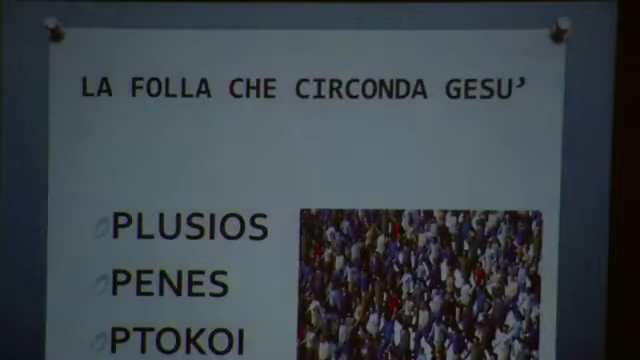 LA FOLLA CHE CIRCONDA GESU’
PLUSIOS
PENES
PTOKOI